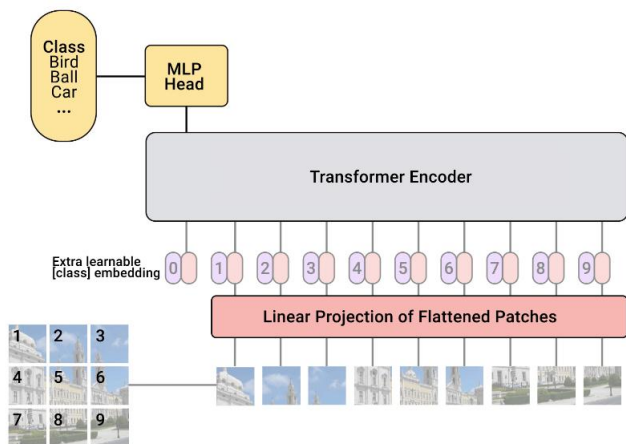 Class
Bird
Ball
Car
...
MLP
Head
Transformer Encoder
Extra learnable
[class] embedding
0 1 2 3 4 5 6 7 8 9
Linear Projection of Flattened Patches
1 2 3
4 5 6
7 8 9